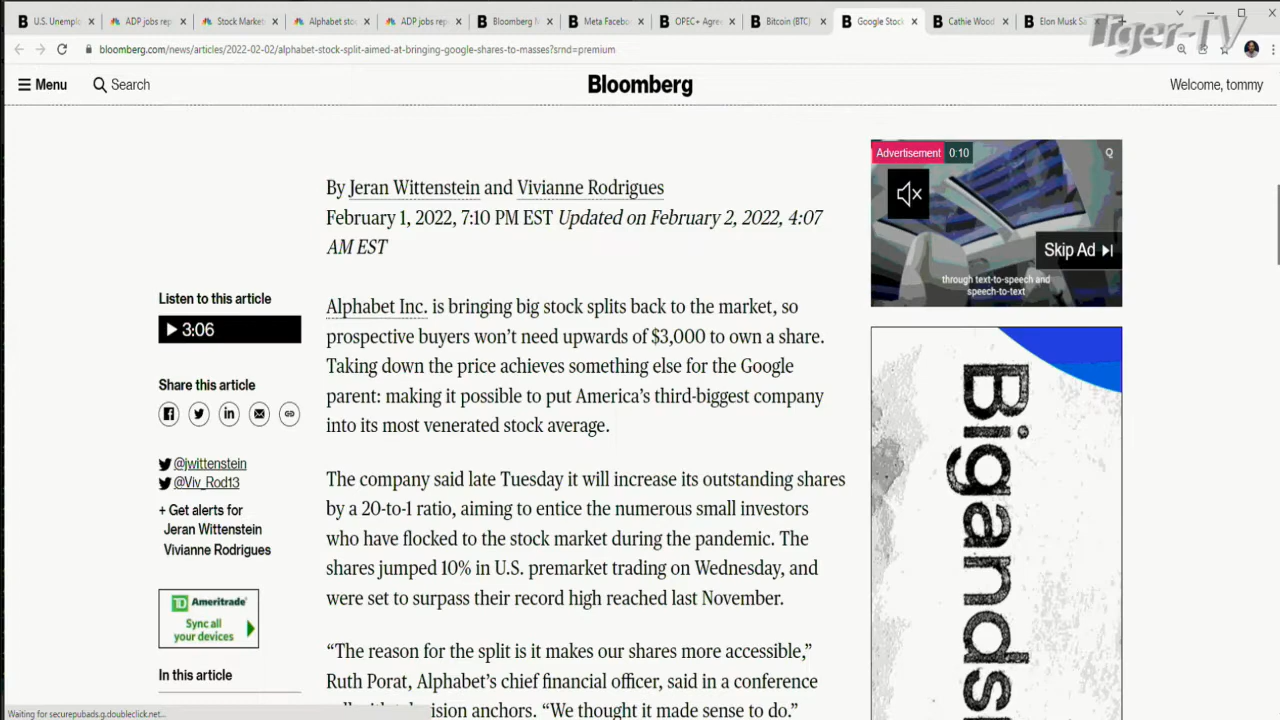 U.S. Unemplo
ADP jobs rep
Stock Market
Alphabet stoc
ADP jobs repo
Bloomberg M
Meta Faceboo
OPEC+ Agree
Bitcoin (BTC)
Google Stock
Cathie Wood
Elon Musk Sa
Tiger-TV
bloomberg.com/news/articles/2022-02-02/alphabet-stock-split-aimed-at-bringing-google-shares-to-masses?srnd=premium
Menu
Search
Bloomberg
Welcome, tommy
By Jeran Wittenstein and Vivianne Rodrigues
February 1, 2022, 7:10 PM EST Updated on February 2, 2022, 4:07
AM EST
Listen to this article
3:06
Share this article
@jwittenstein
@Viv_Rod13
+ Get alerts for
Jeran Wittenstein
Vivianne Rodrigues
TD Ameritrade
Sync all
your devices
In this article
Alphabet Inc. is bringing big stock splits back to the market, so
prospective buyers won’t need upwards of $3,000 to own a share.
Taking down the price achieves something else for the Google
parent: making it possible to put America’s third-biggest company
into its most venerated stock average.
The company said late Tuesday it will increase its outstanding shares
by a 20-to-1 ratio, aiming to entice the numerous small investors
who have flocked to the stock market during the pandemic. The
shares jumped 10% in U.S. premarket trading on Wednesday, and
were set to surpass their record high reached last November.
“The reason for the split is it makes our shares more accessible,”
Ruth Porat, Alphabet’s chief financial officer, said in a conference
ision anchors. “We thought it made sense to do.”
Advertisement 0:10
Q
Skip Ad
through text-to-speech and
speech-to-text
Big ands
Waiting for securepubads.g.doubleclick.net...